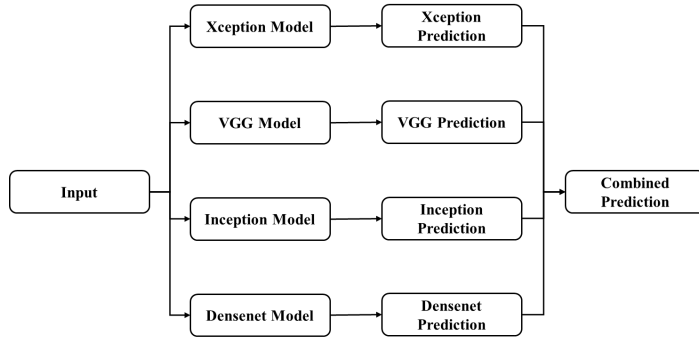 Xception Model
Xception
Prediction
VGG Model
VGG Prediction
Input
Combined
Prediction
Inception Model
Inception
Prediction
Densenet Model
Densenet
Prediction